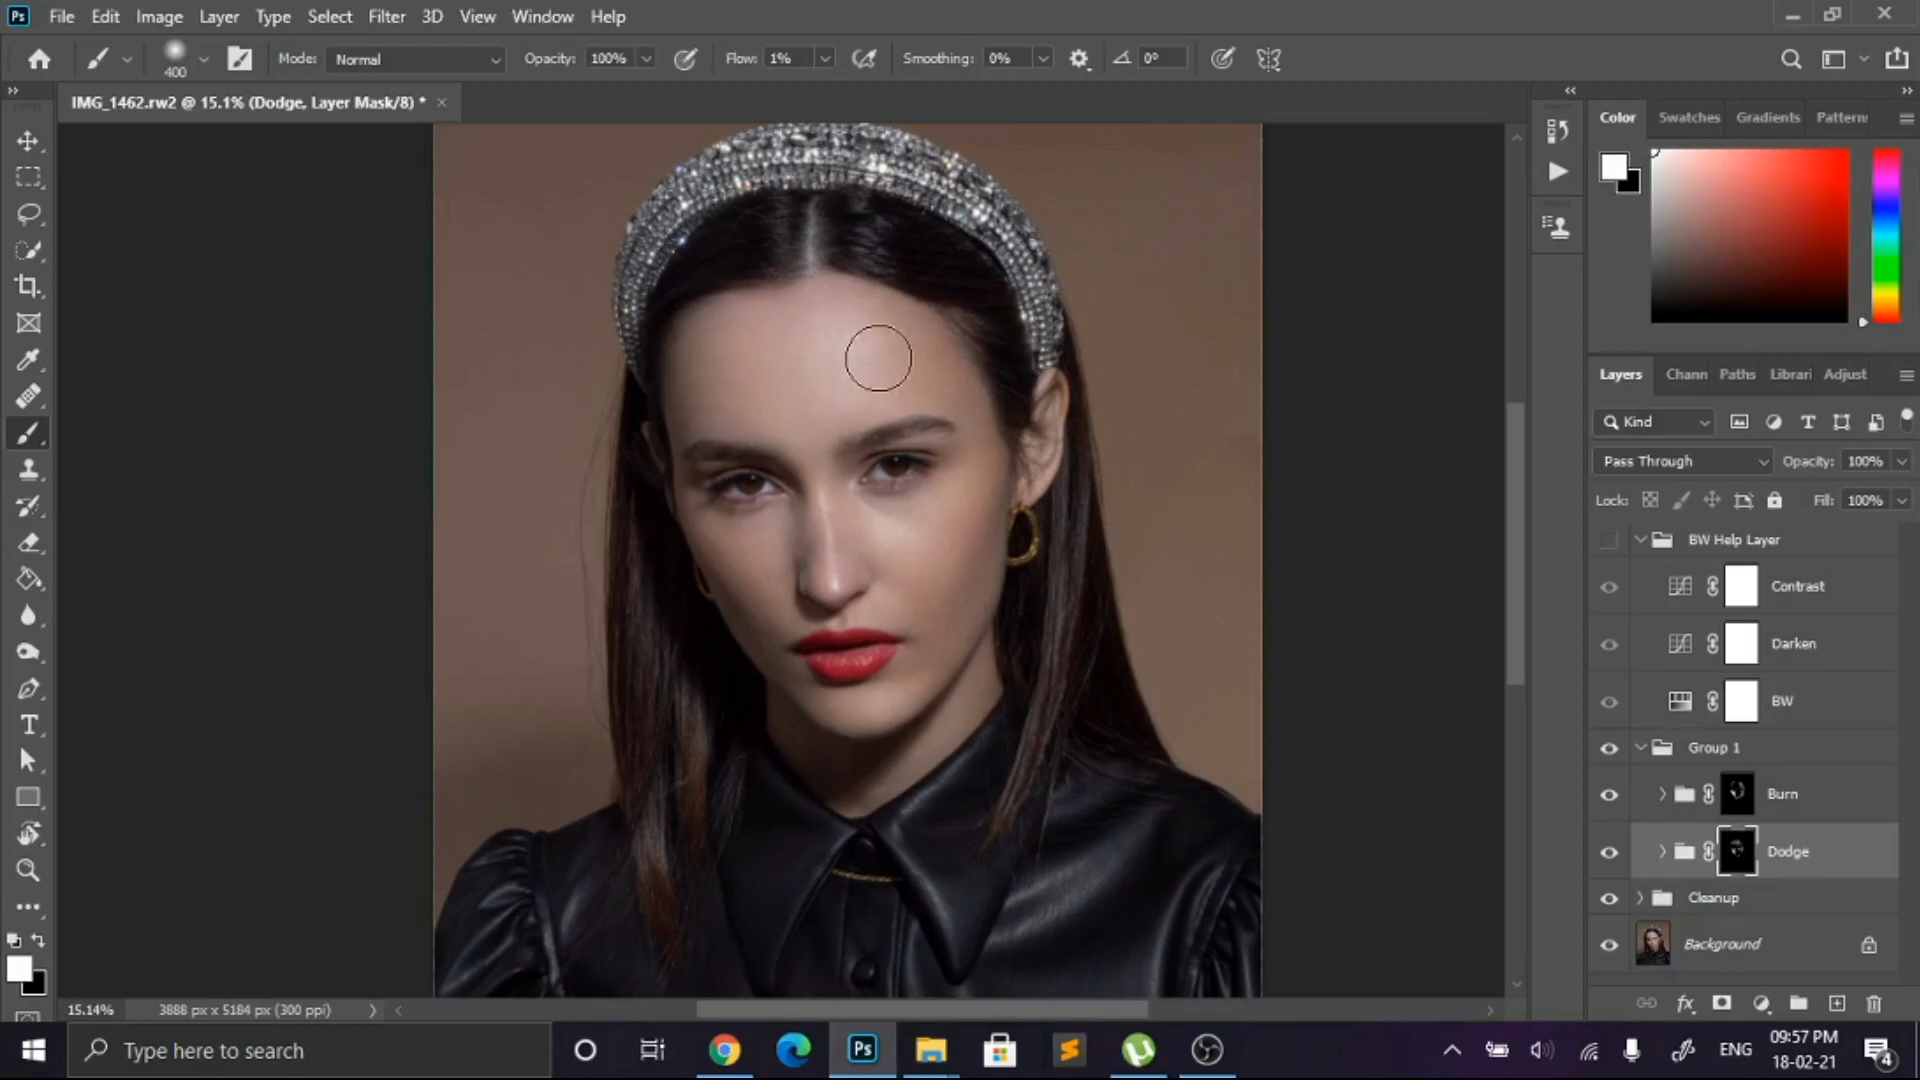 Ps File Edit Image Layer Type Select Filter 3D View Window Help
400 Mode: Normal Opacity: 100% Flow: 1% Smoothing: 0% 0°
IMG_1462.rw2 @ 15.1% (Dodge, Layer Mask/8) * ×
Color Swatches Gradients Pattern
Layers Chann Paths Librari Adjust
Kind
Pass Through Opacity: 100%
Lock: Fill: 100%
BW Help Layer
Contrast
Darken
BW
Group 1
Burn
Dodge
Cleanup
Background
15.14% 3888 px x 5184 px (300 ppi)
Type here to search
Ps
ENG
09:57 PM
18-02-21
4